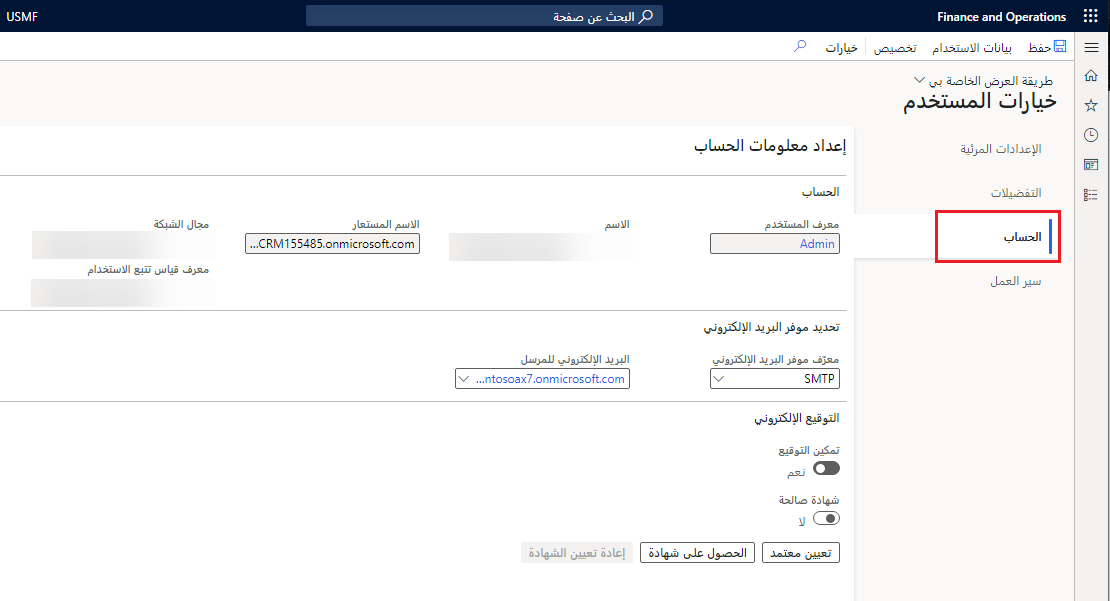 Finance and Operations
البحث عن صفحة
USMF
حفظ
بيانات الاستخدام
تخصيص
خيارات
طريقة العرض الخاصة بي
خيارات المستخدم
الإعدادات المرئية
التفضيلات
الحساب
سير العمل
إعداد معلومات الحساب
الحساب
معرف المستخدم
Admin
الاسم
الاسم المستعار
...CRM155485.onmicrosoft.com
مجال الشبكة
معرف قياس تتبع الاستخدام
تحديد موفر البريد الإلكتروني
معرّف موفر البريد الإلكتروني
SMTP
البريد الإلكتروني للمرسل
...ntosoax7.onmicrosoft.com
التوقيع الإلكتروني
تمكين التوقيع
نعم
شهادة صالحة
لا
تعيين معتمد
الحصول على شهادة
إعادة تعيين الشهادة